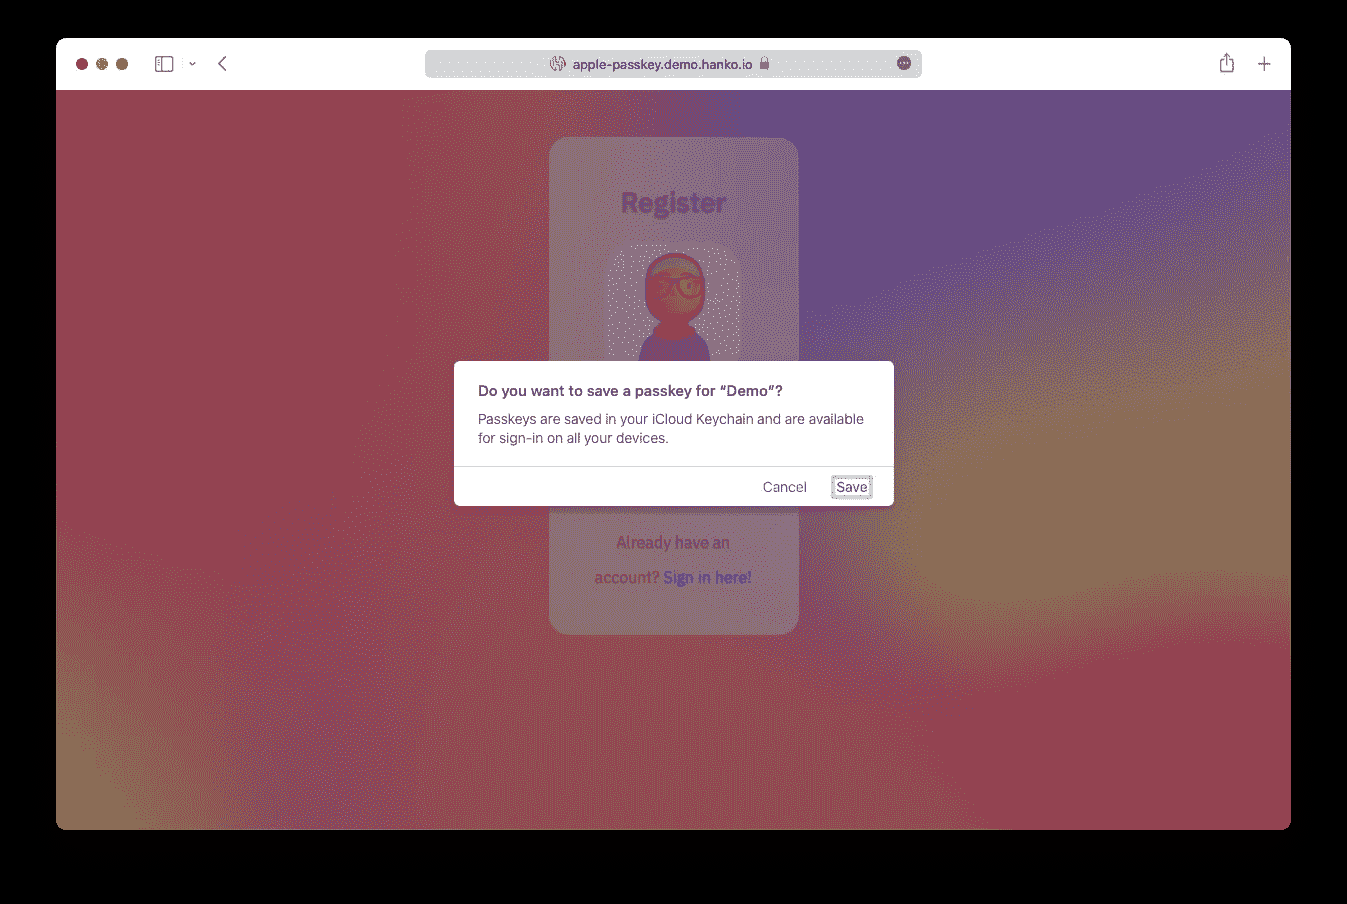 apple-passkey.demo.hanko.io
Register
Do you want to save a passkey for “Demo”?
Passkeys are saved in your iCloud Keychain and are available
for sign-in on all your devices.
Cancel Save
Already have an
account? Sign in here!